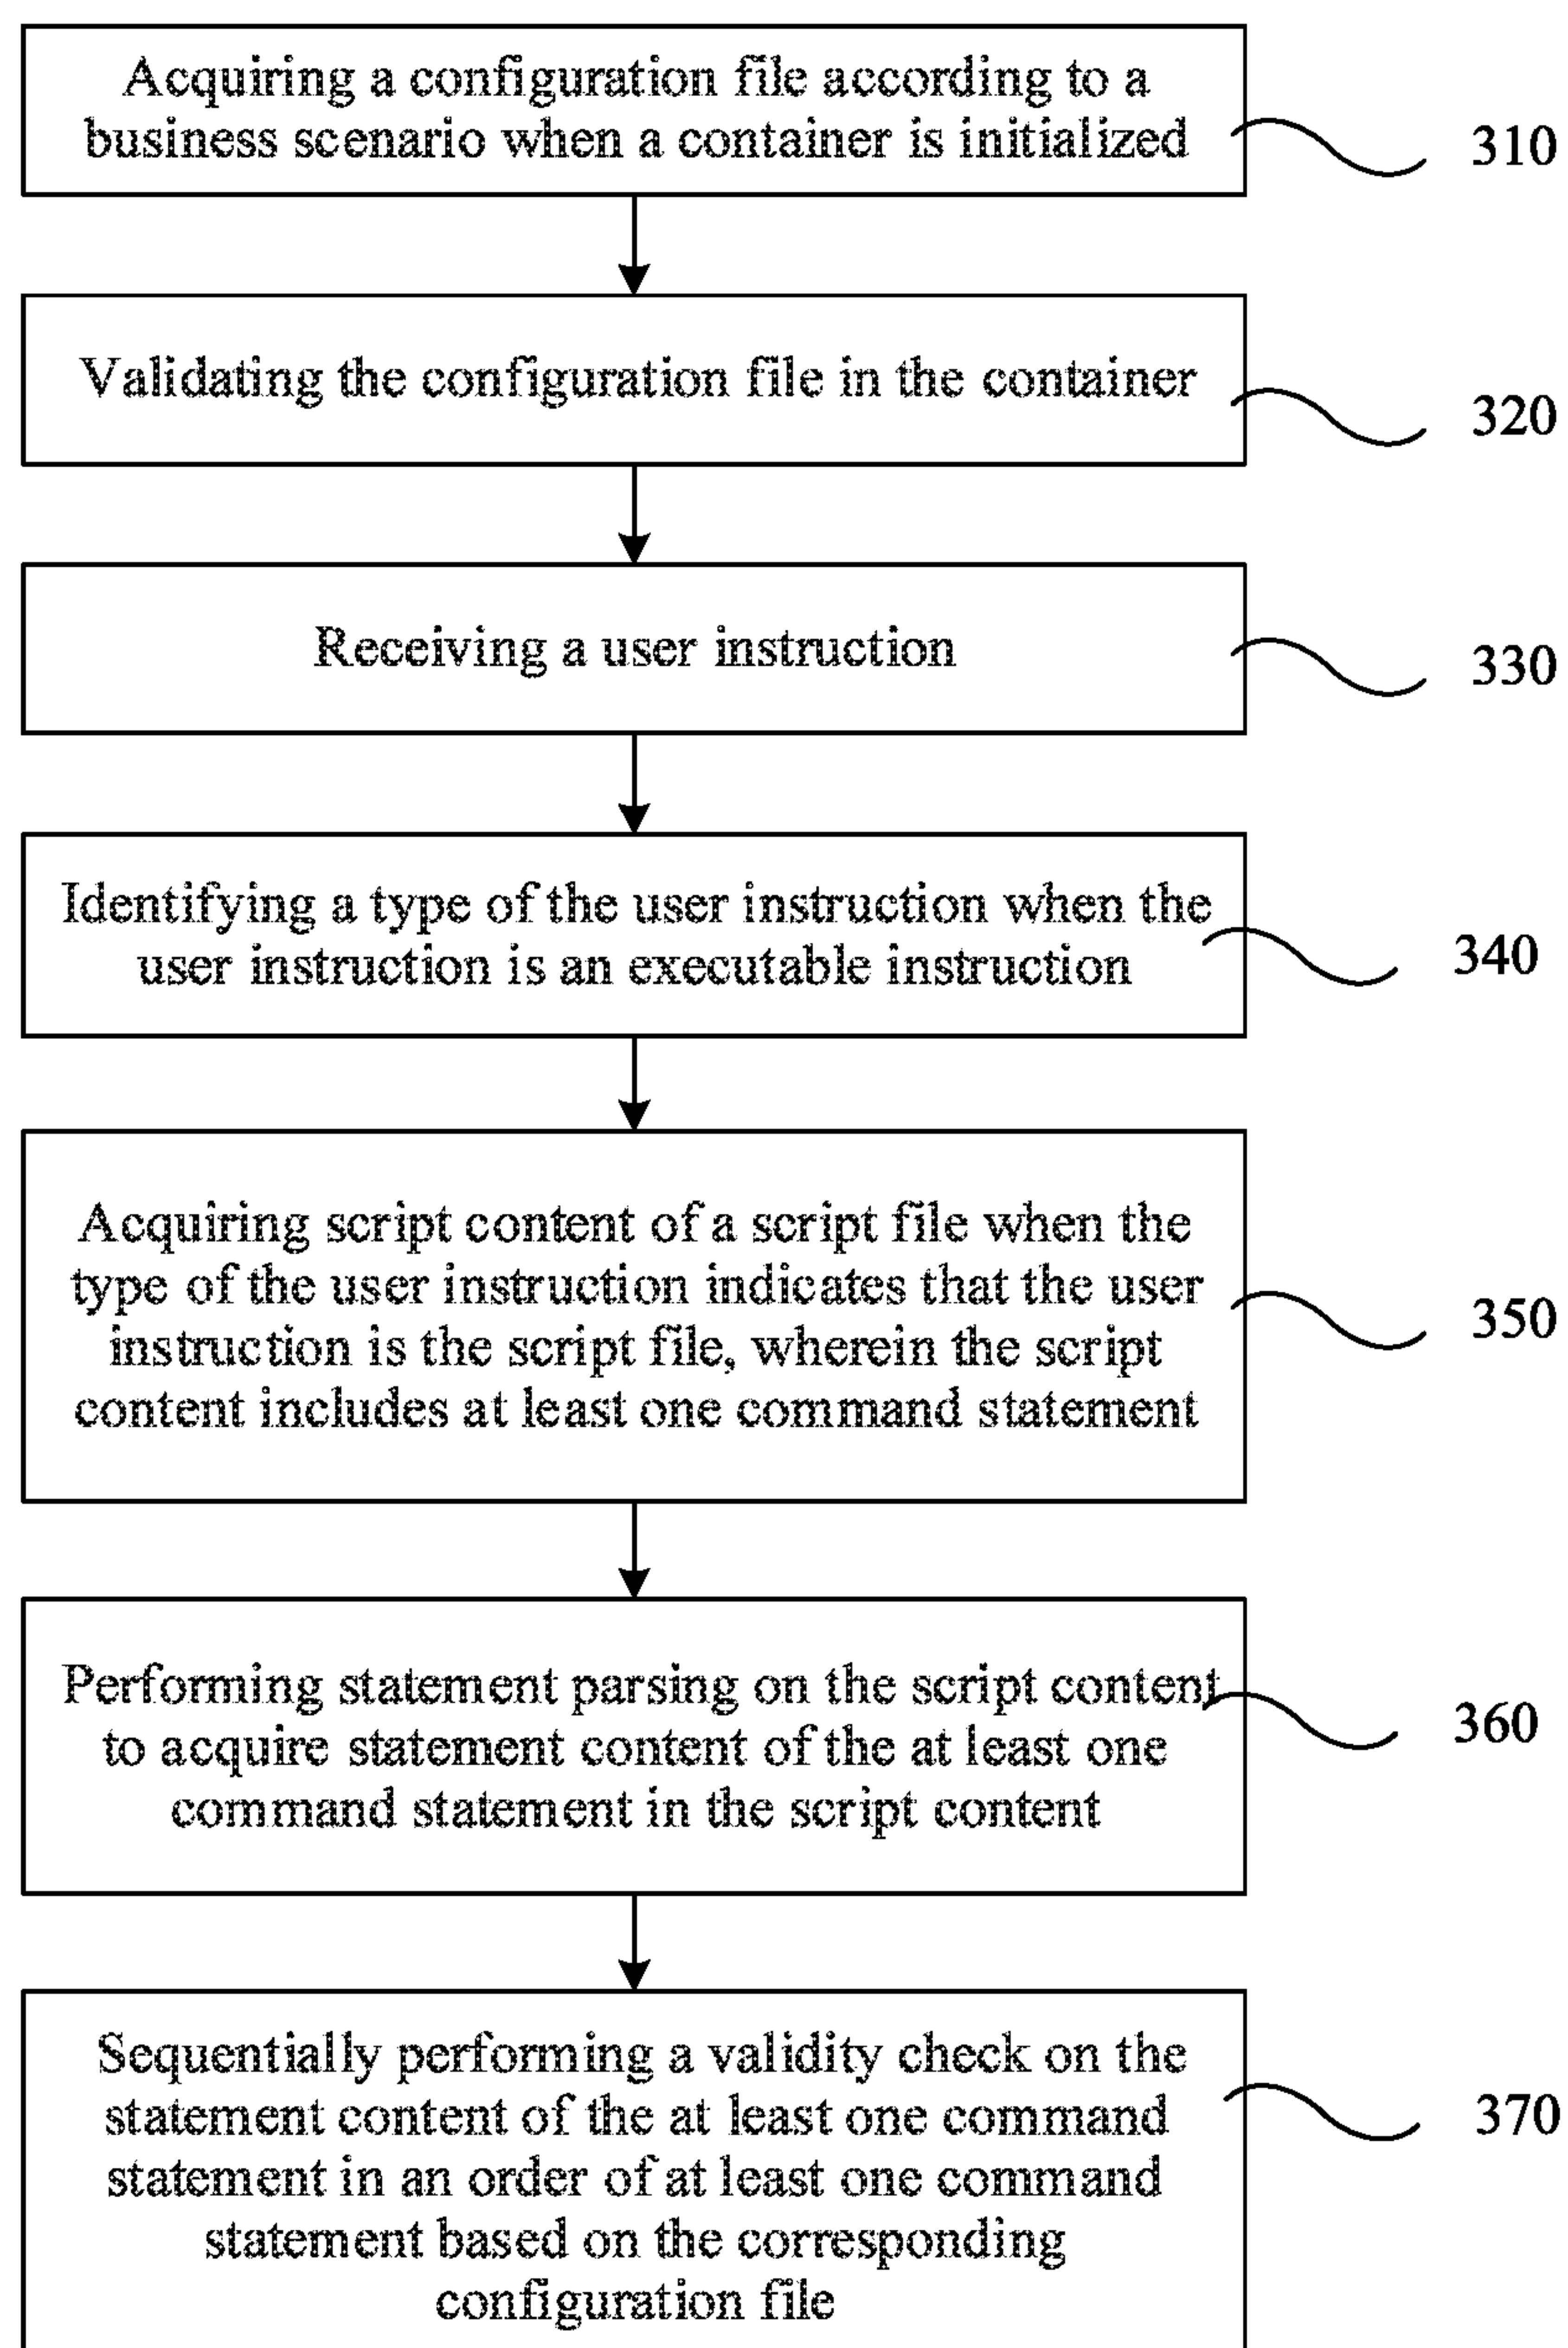 Acquiring a configuration file according to a
business scenario when a container is initialized
310
Validating the configuration file in the container
320
Receiving a user instruction
330
Identifying a type of the user instruction when the
user instruction is an executable instruction
340
Acquiring script content of a script file when the
type of the user instruction indicates that the user
instruction is the script file, wherein the script
content includes at least one command statement
350
Performing statement parsing on the script content
to acquire statement content of the at least one
command statement in the script content
360
Sequentially performing a validity check on the
statement content of the at least one command
statement in an order of at least one command
statement based on the corresponding
configuration file
370